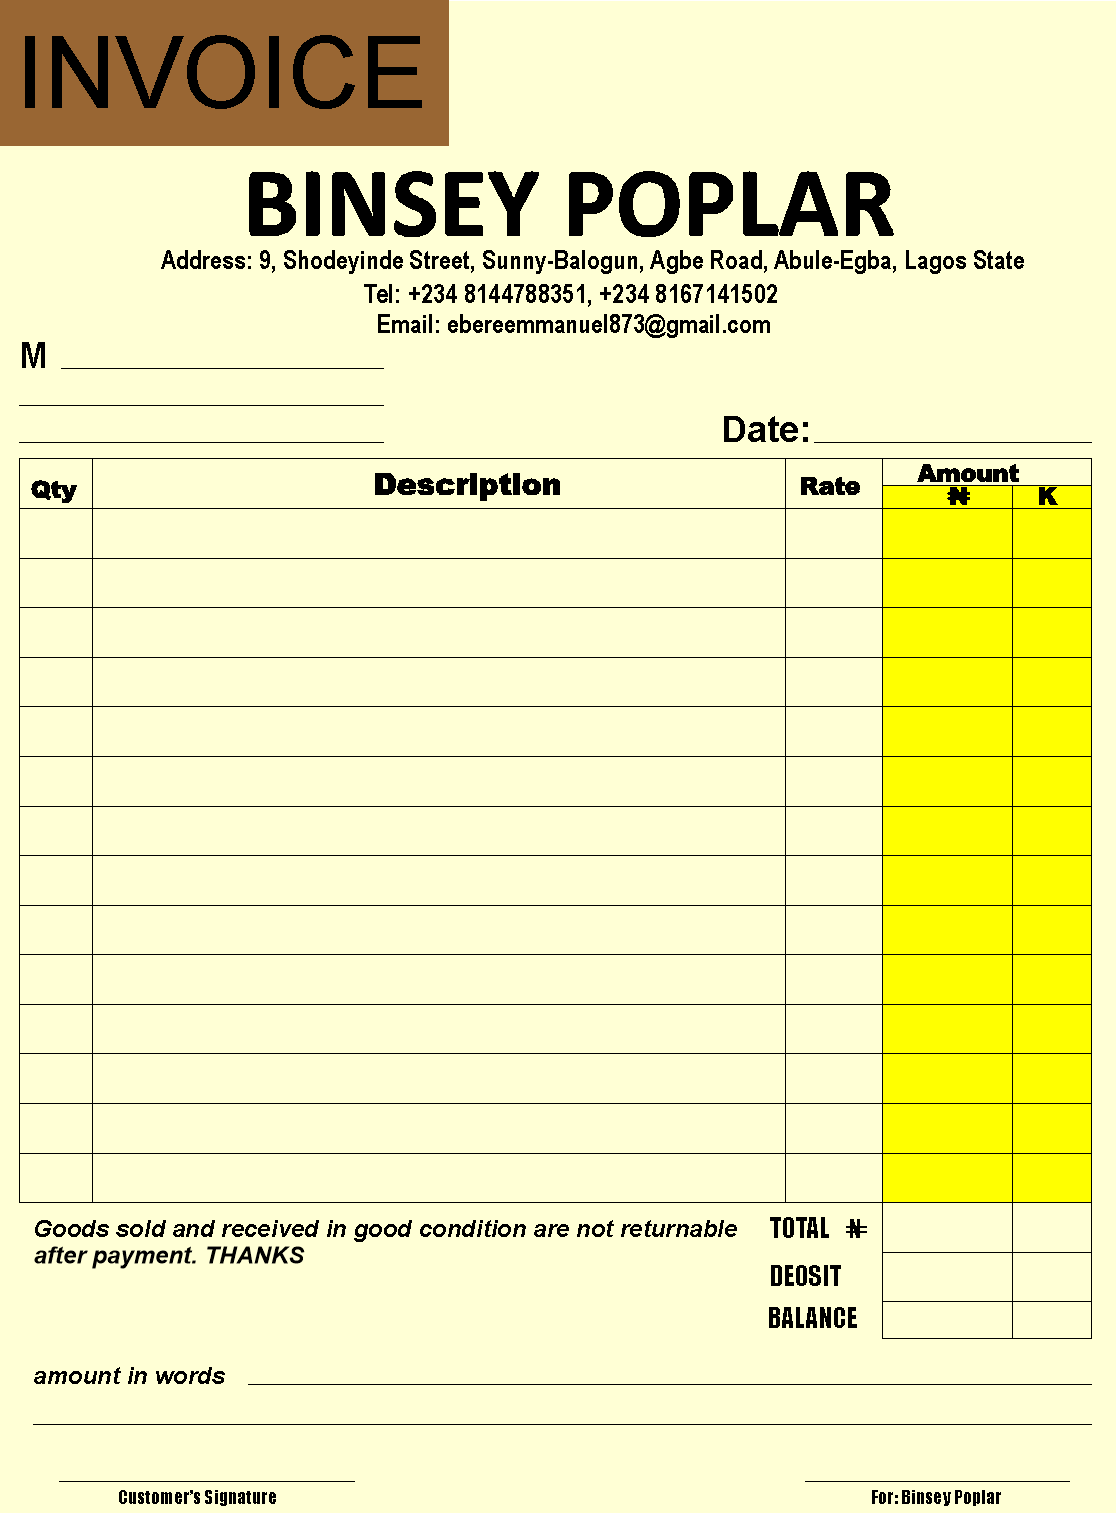 INVOICE
BINSEY POPLAR
Address: 9, Shodeyinde Street, Sunny-Balogun, Agbe Road, Abule-Egba, Lagos State
Tel: +234 8144788351, +234 8167141502
Email: ebereemmanuel873@gmail.com
M
Date:
Qty Description Rate Amount
₦ K
Goods sold and received in good condition are not returnable
after payment. THANKS
TOTAL ₦
DEOSIT
BALANCE
amount in words
Customer's Signature
For: Binsey Poplar